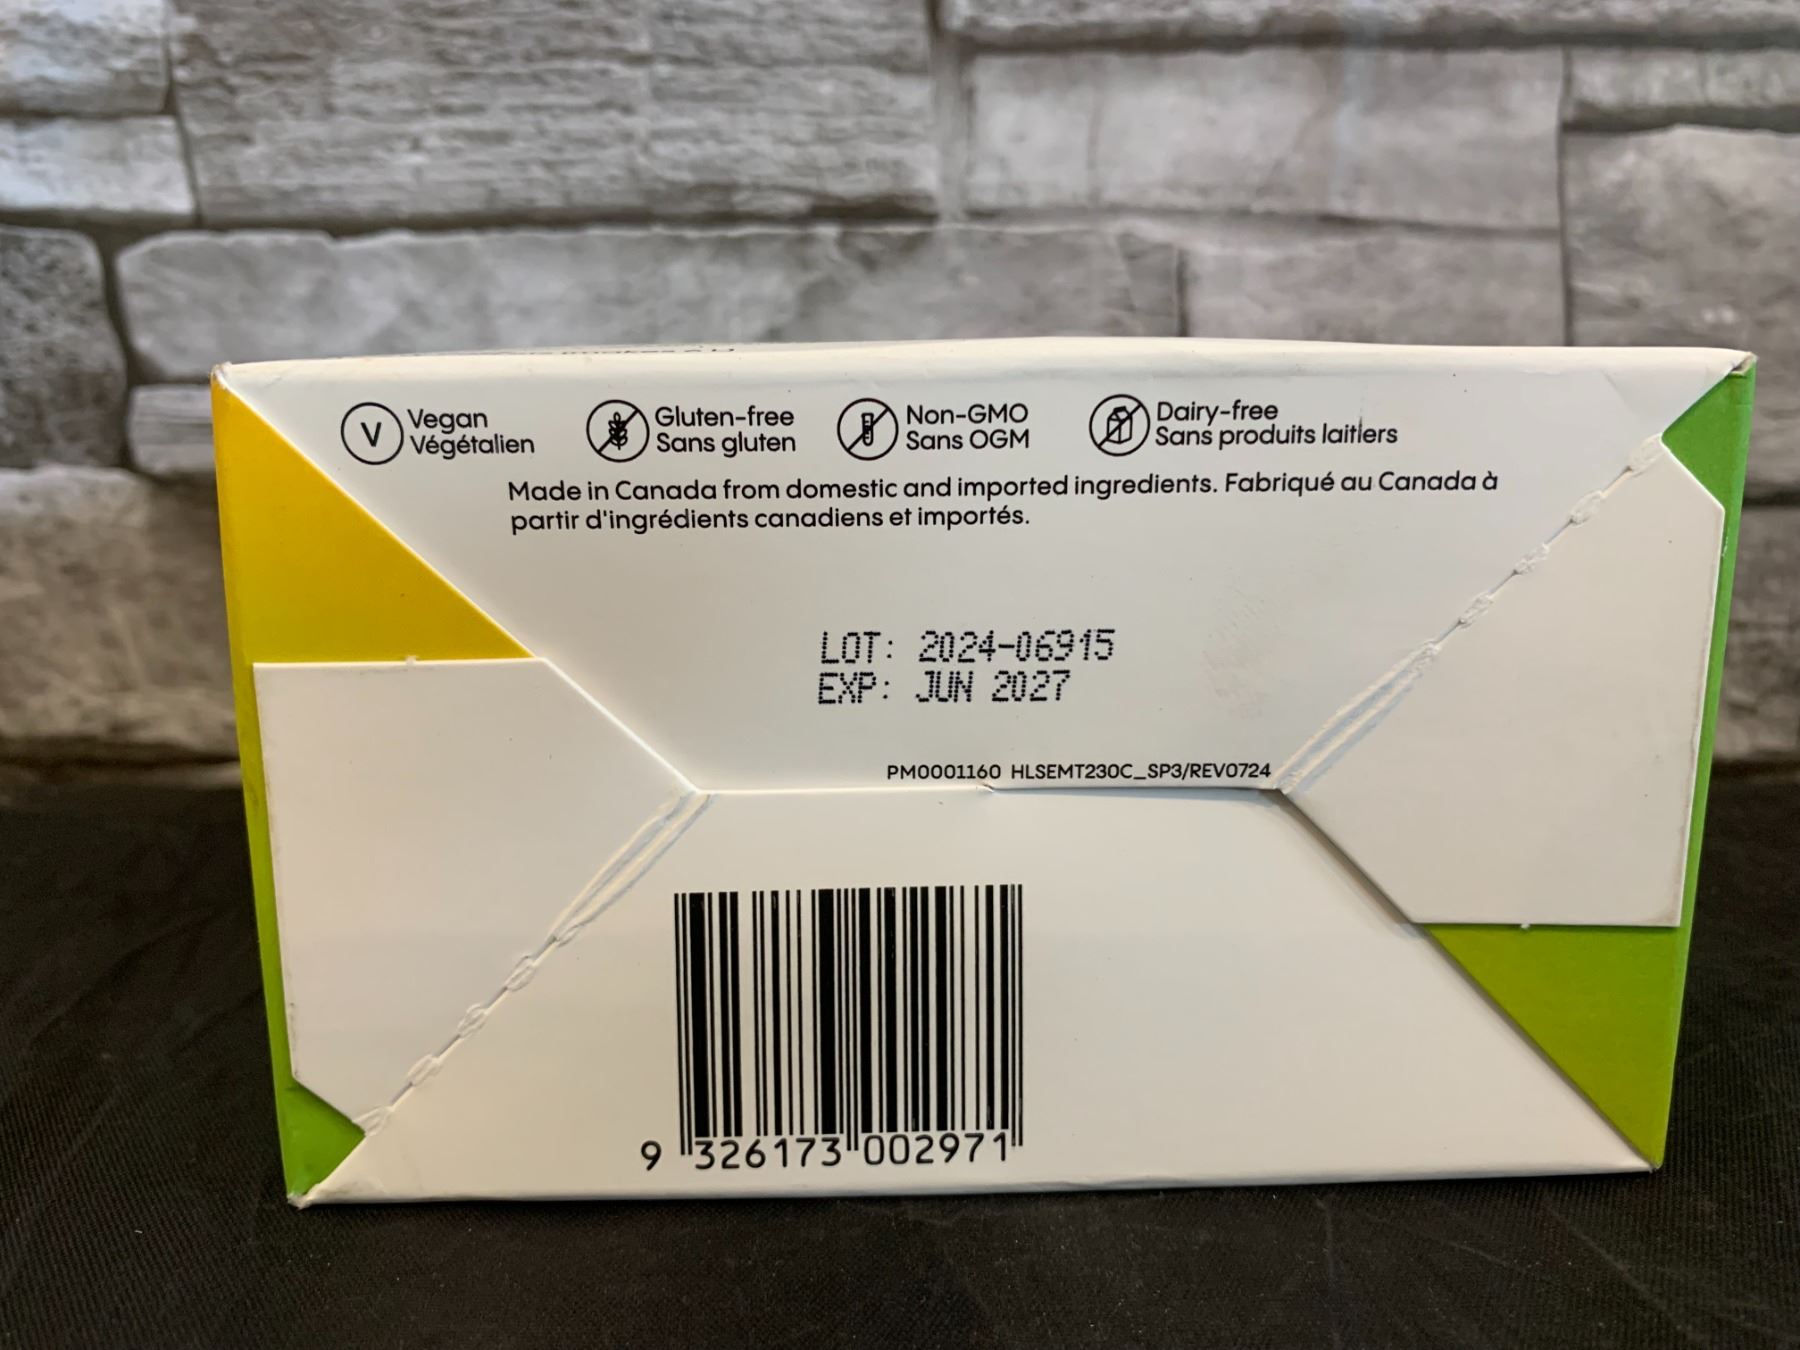 Vegan
Végétalien
Gluten-free
Sans gluten
Non-GMO
Sans OGM
Dairy-free
Sans produits laitiers
Made in Canada from domestic and imported ingredients. Fabriqué au Canada à
partir d'ingrédients canadiens et importés.
LOT: 2024-06915
EXP: JUN 2027
PM0001160 HLSEMT230C_SP3/REV0724
9 326173 002971